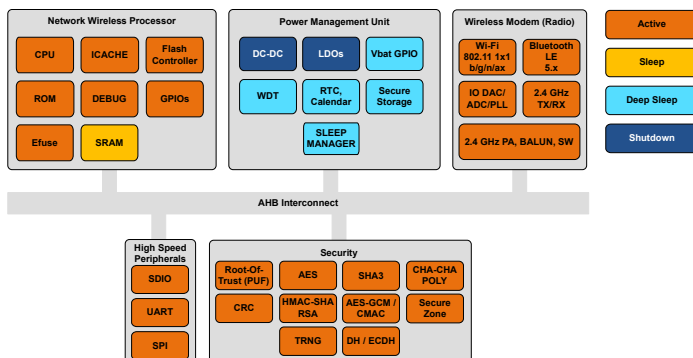 Network Wireless Processor
CPU
ICACHE
Flash
Controller
ROM
DEBUG
GPIOs
Efuse
SRAM
Power Management Unit
DC-DC
LDOs
Vbat GPIO
WDT
RTC,
Calendar
Secure
Storage
SLEEP
MANAGER
Wireless Modem (Radio)
Wi-Fi
802.11 1x1
b/g/n/ax
Bluetooth
LE
5.x
IO DAC/
ADC/PLL
2.4 GHz
TX/RX
2.4 GHz PA, BALUN, SW
Active
Sleep
Deep Sleep
Shutdown
AHB Interconnect
High Speed
Peripherals
SDIO
UART
SPI
Security
Root-Of-
Trust (PUF)
AES
SHA3
CHA-CHA
POLY
CRC
HMAC-SHA
RSA
AES-GCM /
CMAC
Secure
Zone
TRNG
DH / ECDH